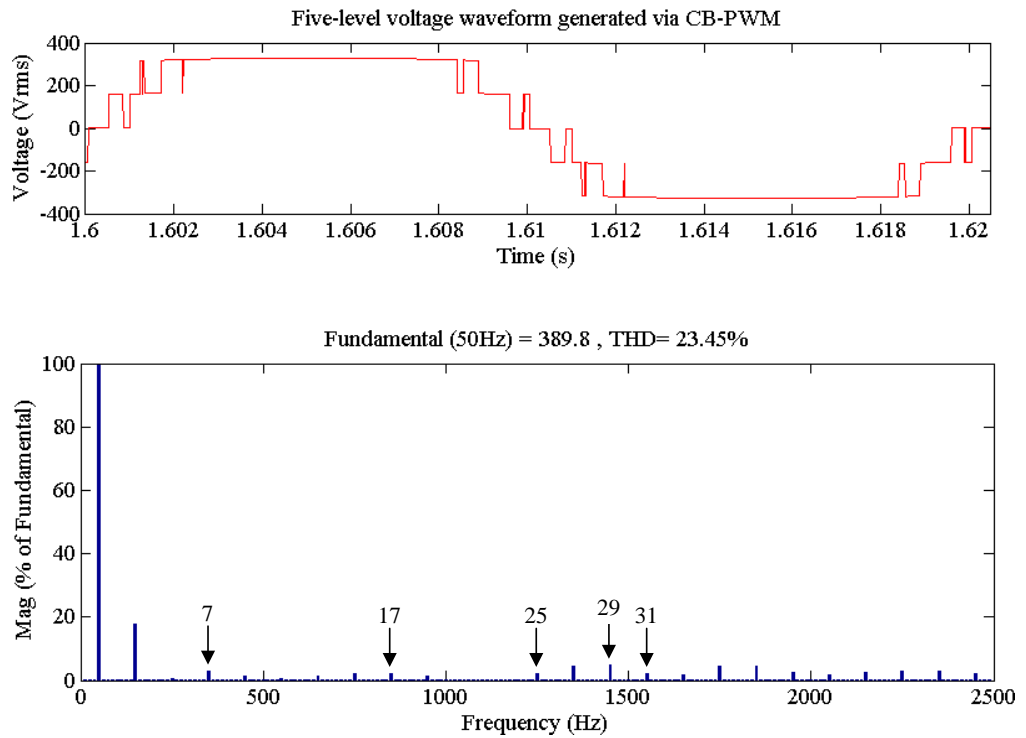 Five-level voltage waveform generated via CB-PWM
Voltage (Vrms)
400
200
0
-200
-400
1.6 1.602 1.604 1.606 1.608 1.61 1.612 1.614 1.616 1.618 1.62
Time (s)
Fundamental (50Hz) = 389.8 , THD= 23.45%
Mag (% of Fundamental)
100
80
60
40
20
0
7 17 25 29 31
0 500 1000 1500 2000 2500
Frequency (Hz)